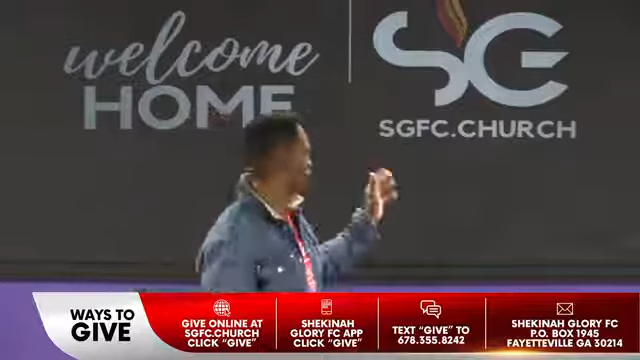 welcome
HOME
SG
SGFC.CHURCH
WAYS TO
GIVE
GIVE ONLINE AT
SGFC.CHURCH
CLICK “GIVE”
SHEKINAH
GLORY FC APP
CLICK “GIVE”
TEXT “GIVE” TO
678.355.8242
SHEKINAH GLORY FC
P.O. BOX 1945
FAYETTEVILLE GA 30214